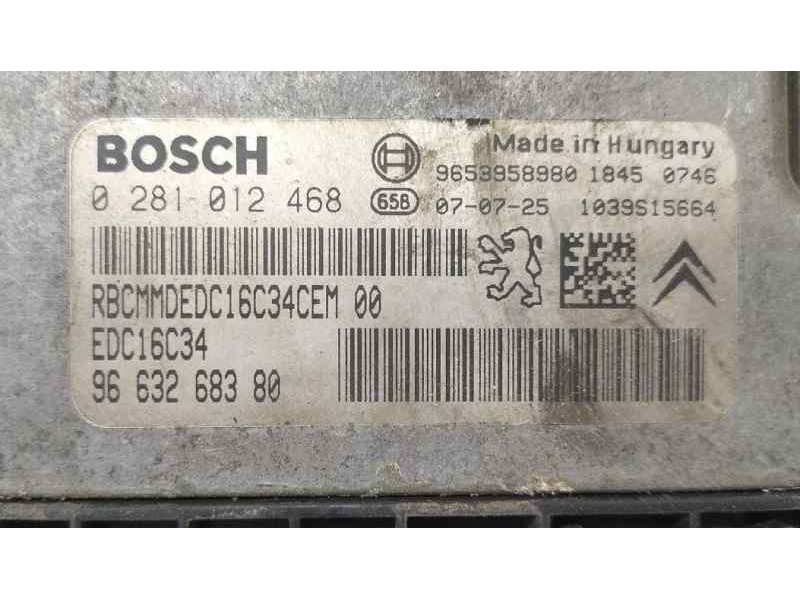 BOSCH
Made in Hungary
9653958980 1845 0746
0 281 012 468
658
07-07-25
1039S15664
RBCMMDEDC16C34CEM 00
EDC16C34
96 632 683 80